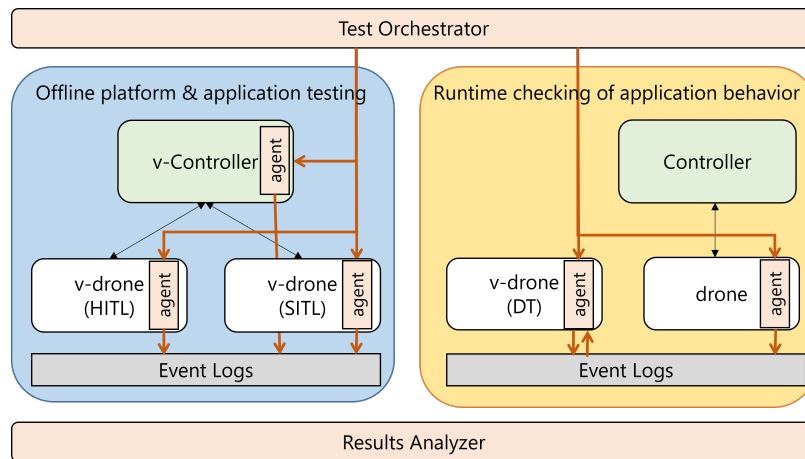 Test Orchestrator
Offline platform & application testing
v-Controller
agent
v-drone
(HITL)
agent
v-drone
(SITL)
agent
Event Logs
Runtime checking of application behavior
Controller
v-drone
(DT)
agent
drone
agent
Event Logs
Results Analyzer